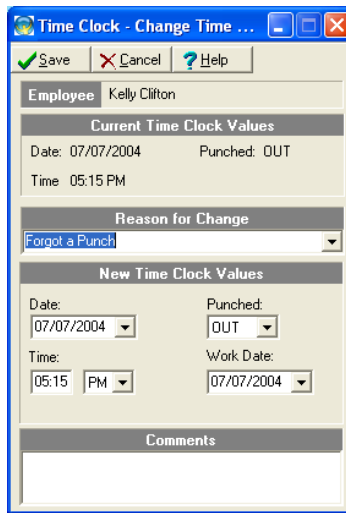 Time Clock - Change Time ...
Save Cancel ? Help
Employee Kelly Clifton
Current Time Clock Values
Date: 07/07/2004 Punched: OUT
Time 05:15 PM
Reason for Change
Forgot a Punch
New Time Clock Values
Date: Punched:
07/07/2004 OUT
Time: Work Date:
05:15 PM 07/07/2004
Comments